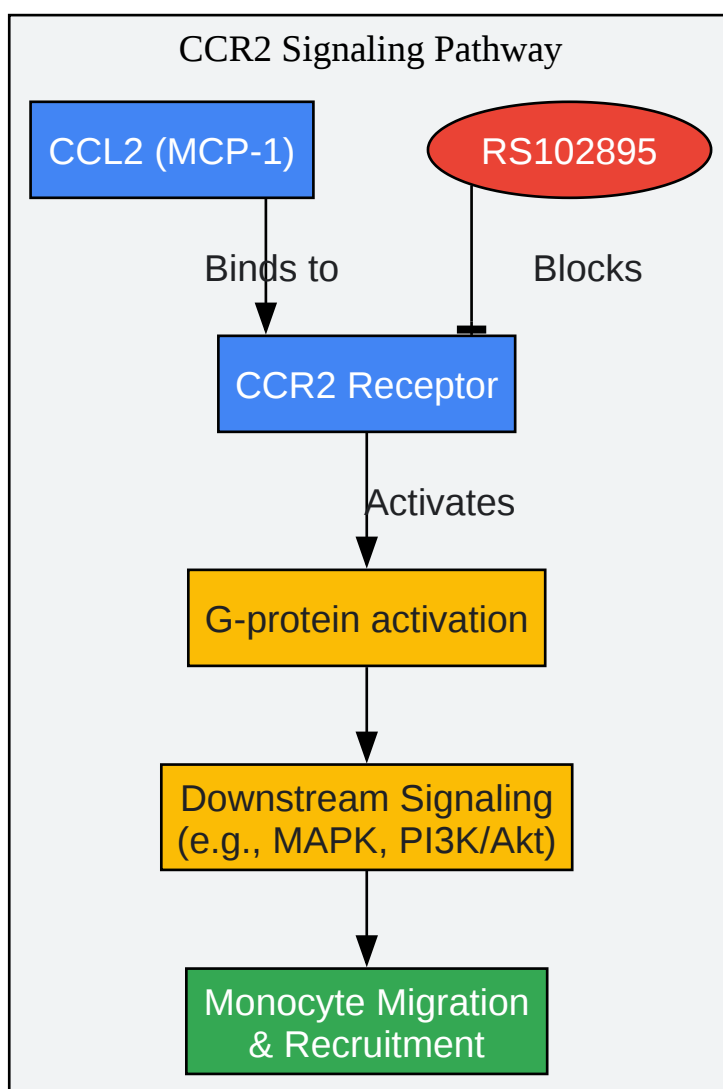 CCR2 Signaling Pathway
CCL2 (MCP-1)
RS102895
Binds to
Blocks
CCR2 Receptor
Activates
G-protein activation
Downstream Signaling
(e.g., MAPK, PI3K/Akt)
Monocyte Migration
& Recruitment